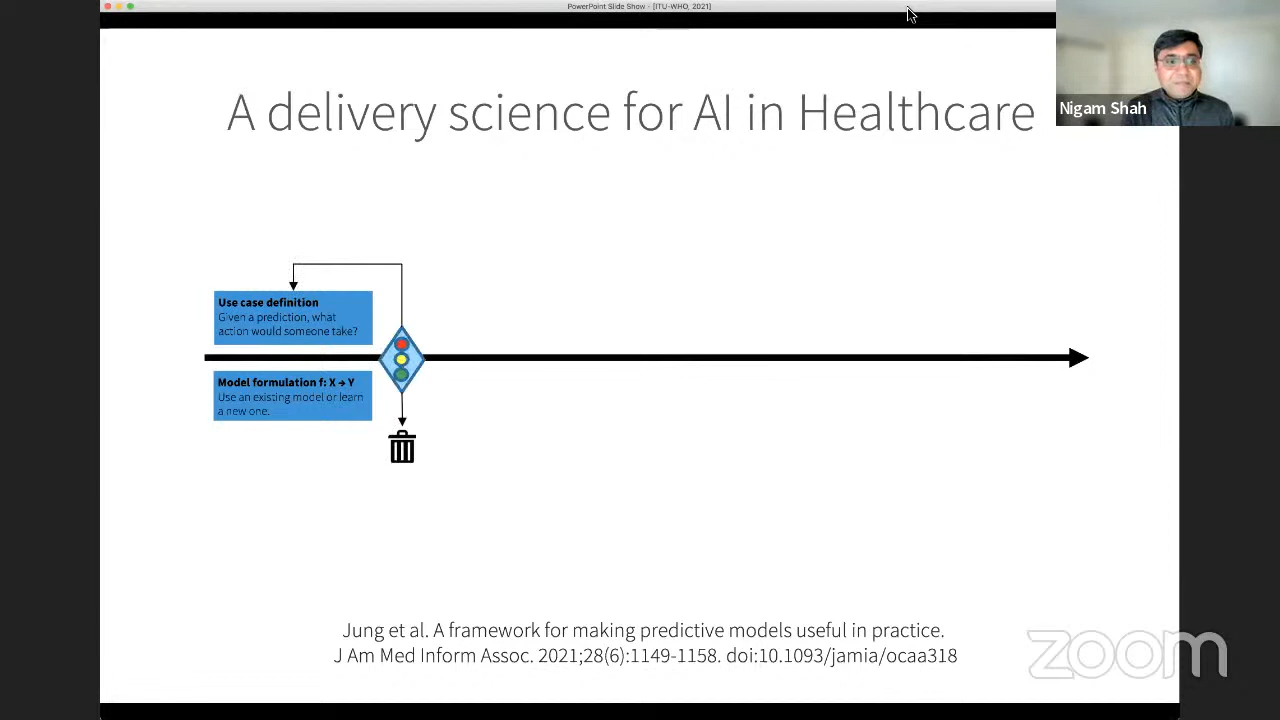 PowerPoint Slide Show - [ITU-WHO, 2021]
Nigam Shah
A delivery science for AI in Healthcare
Use case definition
Given a prediction, what
action would someone take?
Model formulation f: X → Y
Use an existing model or learn
a new one.
Jung et al. A framework for making predictive models useful in practice.
J Am Med Inform Assoc. 2021;28(6):1149-1158. doi:10.1093/jamia/ocaa318
zoom